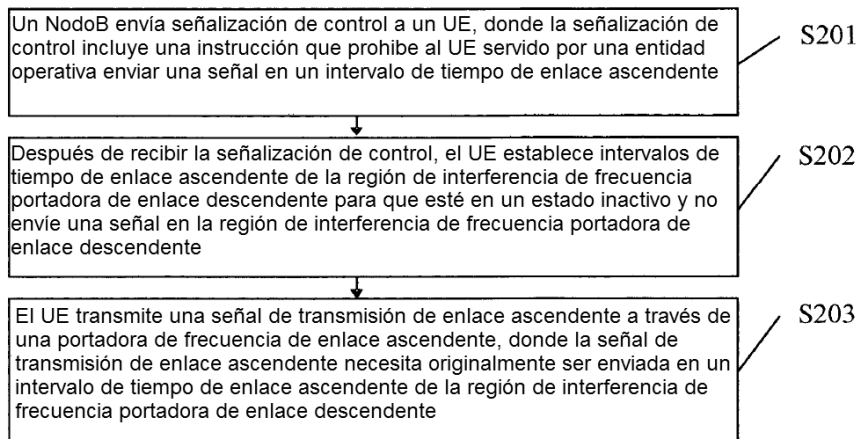 Un NodoB envía señalización de control a un UE, donde la señalización de
control incluye una instrucción que prohibe al UE servido por una entidad
operativa enviar una señal en un intervalo de tiempo de enlace ascendente
S201
Después de recibir la señalización de control, el UE establece intervalos de
tiempo de enlace ascendente de la región de interferencia de frecuencia
portadora de enlace descendente para que esté en un estado inactivo y no
envíe una señal en la región de interferencia de frecuencia portadora de
enlace descendente
S202
El UE transmite una señal de transmisión de enlace ascendente a través de
una portadora de frecuencia de enlace ascendente, donde la señal de
transmisión de enlace ascendente necesita originalmente ser enviada en un
intervalo de tiempo de enlace ascendente de la región de interferencia de
frecuencia portadora de enlace descendente
S203